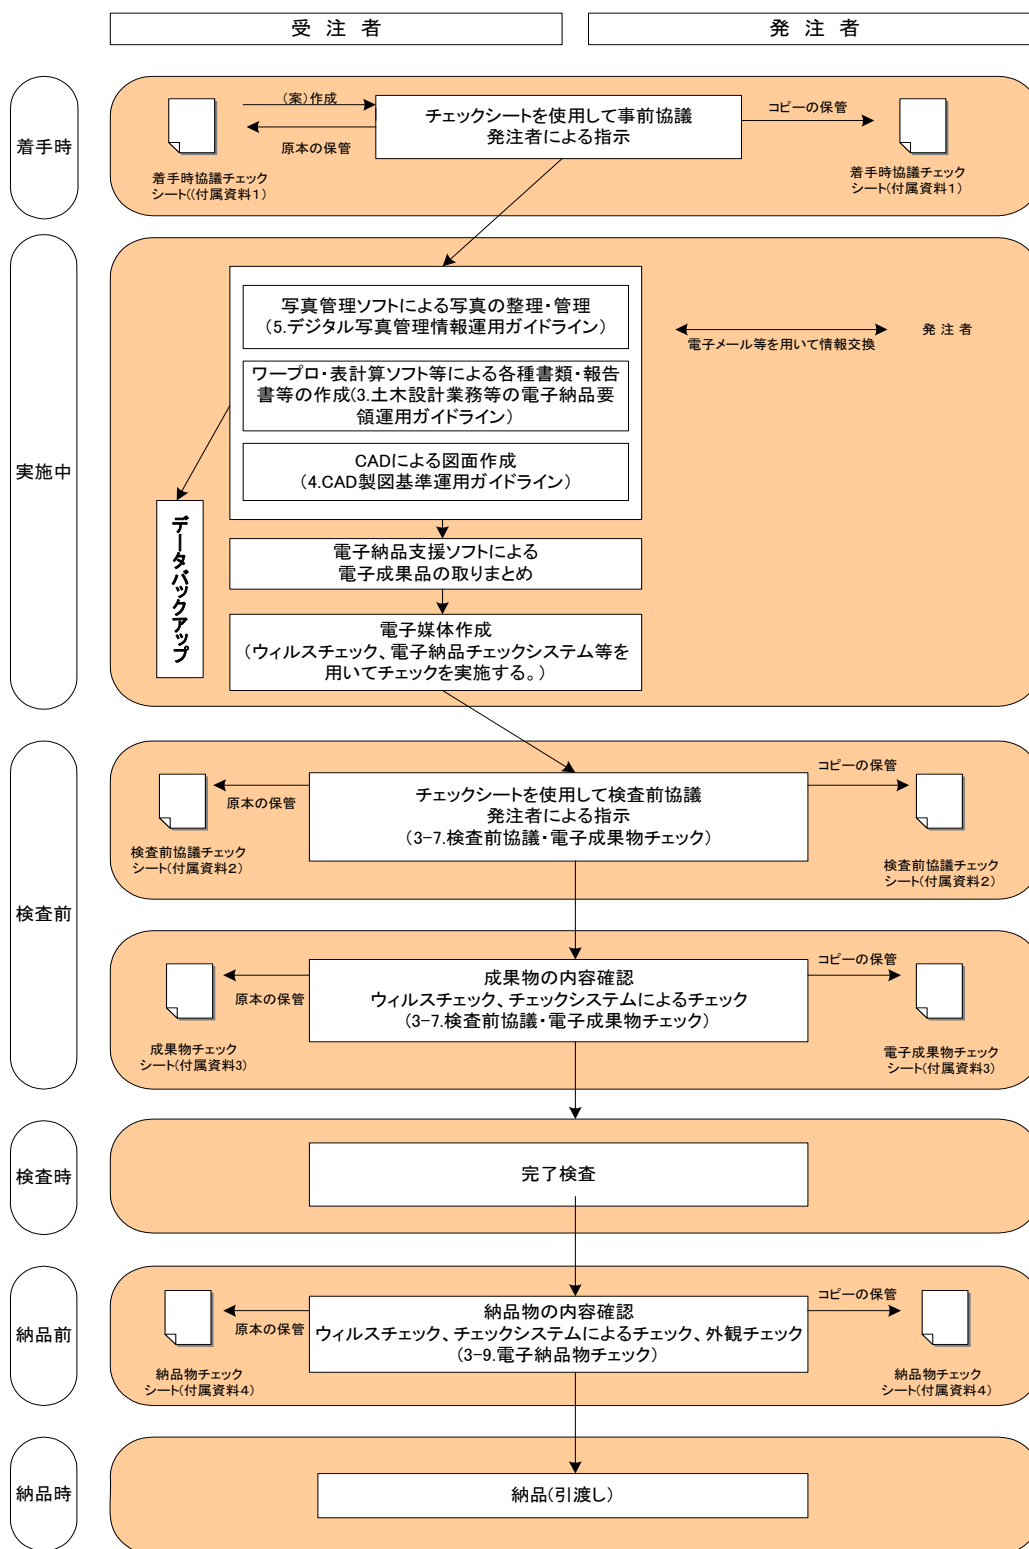 受 注 者
発 注 者
着手時
(案)作成
原本の保管
チェックシートを使用して事前協議
発注者による指示
コピーの保管
着手時協議チェック
シート((付属資料1)
着手時協議チェック
シート(付属資料1)
実施中
写真管理ソフトによる写真の整理・管理
(5.デジタル写真管理情報運用ガイドライン)
ワープロ・表計算ソフト等による各種書類・報告
書等の作成(3.土木設計業務等の電子納品要
領運用ガイドライン)
CADによる図面作成
(4.CAD製図基準運用ガイドライン)
電子メール等を用いて情報交換
発 注 者
データバックアップ
電子納品支援ソフトによる
電子成果品の取りまとめ
電子媒体作成
(ウィルスチェック、電子納品チェックシステム等を
用いてチェックを実施する。)
検査前
原本の保管
チェックシートを使用して検査前協議
発注者による指示
(3-7.検査前協議・電子成果物チェック)
コピーの保管
検査前協議チェック
シート(付属資料2)
検査前協議チェック
シート(付属資料2)
原本の保管
成果物の内容確認
ウィルスチェック、チェックシステムによるチェック
(3-7.検査前協議・電子成果物チェック)
コピーの保管
成果物チェック
シート(付属資料3)
電子成果物チェック
シート(付属資料3)
検査時
完了検査
納品前
原本の保管
納品物の内容確認
ウィルスチェック、チェックシステムによるチェック、外観チェック
(3-9.電子納品物チェック)
コピーの保管
納品物チェック
シート(付属資料4)
納品物チェック
シート(付属資料4)
納品時
納品(引渡し)